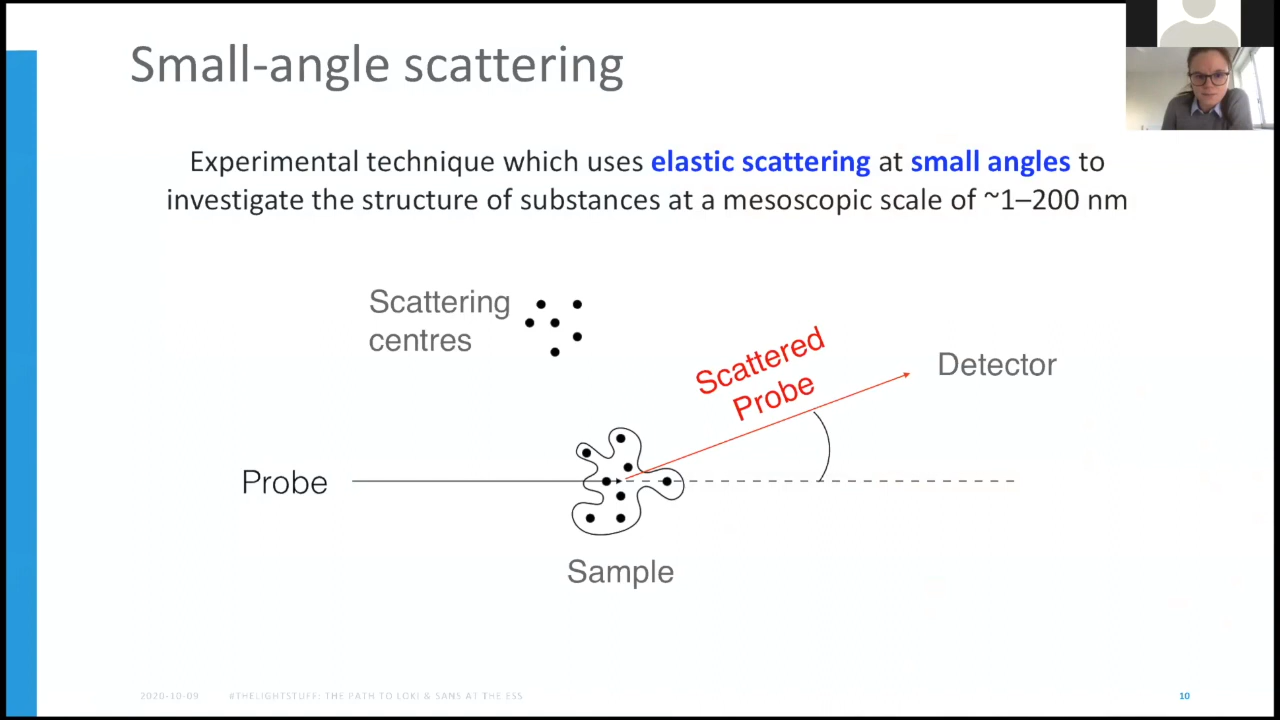 Small-angle scattering
Experimental technique which uses elastic scattering at small angles to
investigate the structure of substances at a mesoscopic scale of ~1–200 nm
Scattering
centres
Scattered
Probe
Detector
Probe
Sample
2020-10-09 #THELIGHTSTUFF: THE PATH TO LOKI & SANS AT THE ESS 10